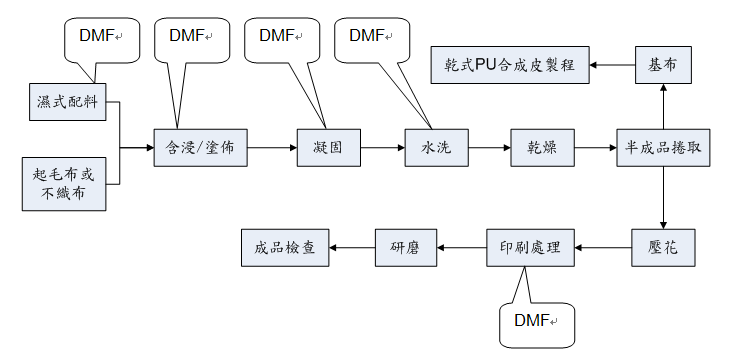 DMF↵
DMF↵
DMF↵
DMF↵
乾式PU合成皮製程
基布
濕式配料
含浸/塗佈
凝固
水洗
乾燥
半成品捲取
起毛布或
不織布
成品檢查
研磨
印刷處理
壓花
DMF↵